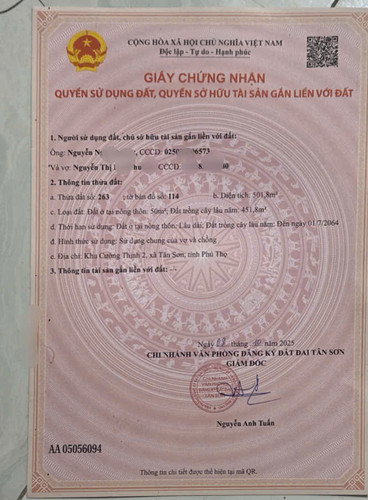 CỘNG HÒA XÃ HỘI CHỦ NGHĨA VIỆT NAM
Độc lập - Tự do - Hạnh phúc
GIẤY CHỨNG NHẬN
QUYỀN SỬ DỤNG ĐẤT, QUYỀN SỞ HỮU TÀI SẢN GẮN LIỀN VỚI ĐẤT
1. Người sử dụng đất, chủ sở hữu tài sản gắn liền với đất:
Ông: Nguyễn CCCD:
Và vợ: Nguyễn Thị CCCD:
2. Thông tin thửa đất:
a. Thửa đất số: 263 tờ bản đồ số: 114 b. Diện tích: 501,8m²
c. Loại đất: Đất ở tại nông thôn: 50m²; Đất trồng cây lâu năm: 451,8m²
d. Thời hạn sử dụng: Đất ở tại nông thôn: Lâu dài; Đất trồng cây lâu năm: Đến ngày 01/7/2064
đ. Hình thức sử dụng: Sử dụng chung của vợ và chồng
e. Địa chỉ: Khu Cường Thịnh 2, xã Tân Sơn, tỉnh Phú Thọ
3. Thông tin tài sản gắn liền với đất: --
Ngày tháng năm 2025
CHI NHÁNH VĂN PHÒNG ĐĂNG KÝ ĐẤT ĐAI TÂN SƠN
GIÁM ĐỐC
Nguyễn Anh Tuấn
AA 05056094
Thông tin chi tiết được thể hiện tại mã QR.